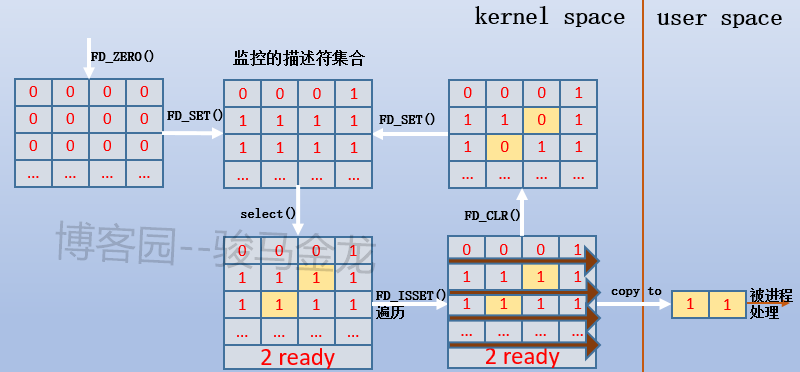 kernel space
user space
FD_ZERO()
监控的描述符集合
0 0 0 0
0 0 0 0
0 0 0 0
... ... ... ...
FD_SET()
0 0 0 1
1 1 1 1
1 1 1 1
... ... ... ...
FD_SET()
0 0 0 1
1 1 0 1
1 0 1 1
... ... ... ...
select()
FD_CLR()
博客园--骏马金龙
0 0 0 1
1 1 1 1
1 1 1 1
... ... ... ...
2 ready
FD_ISSET()
遍历
0 0 0 1
1 1 1 1
1 1 1 1
... ... ... ...
2 ready
copy to
1 1
被进程
处理